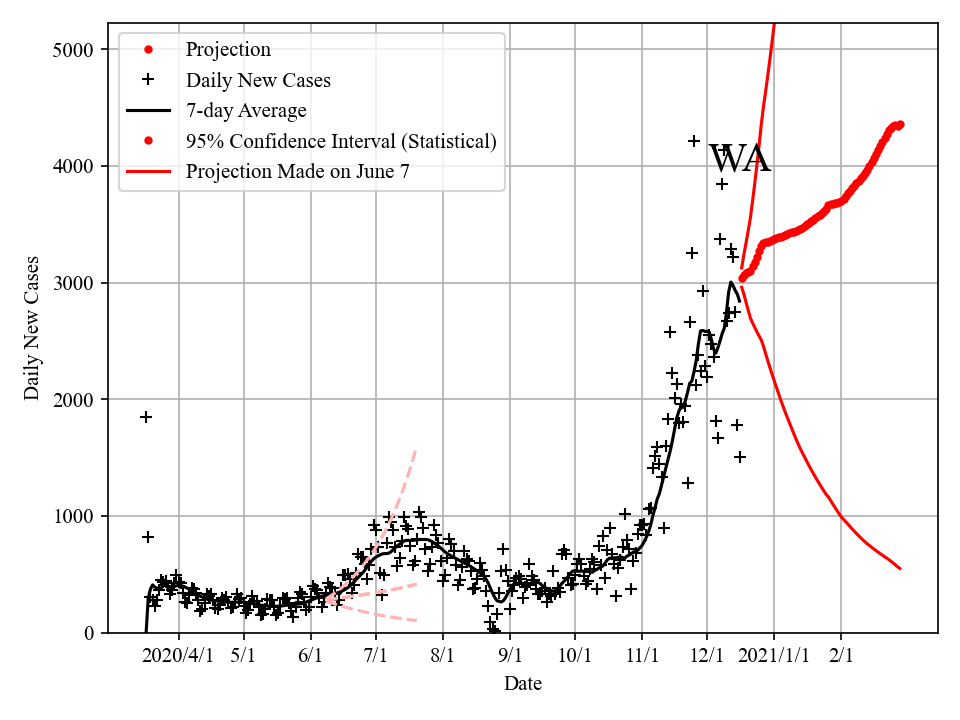 5000
4000
3000
2000
1000
0
Daily New Cases
Projection
Daily New Cases
7-day Average
95% Confidence Interval (Statistical)
Projection Made on June 7
WA
2020/4/1 5/1 6/1 7/1 8/1 9/1 10/1 11/1 12/1 2021/1/1 2/1
Date